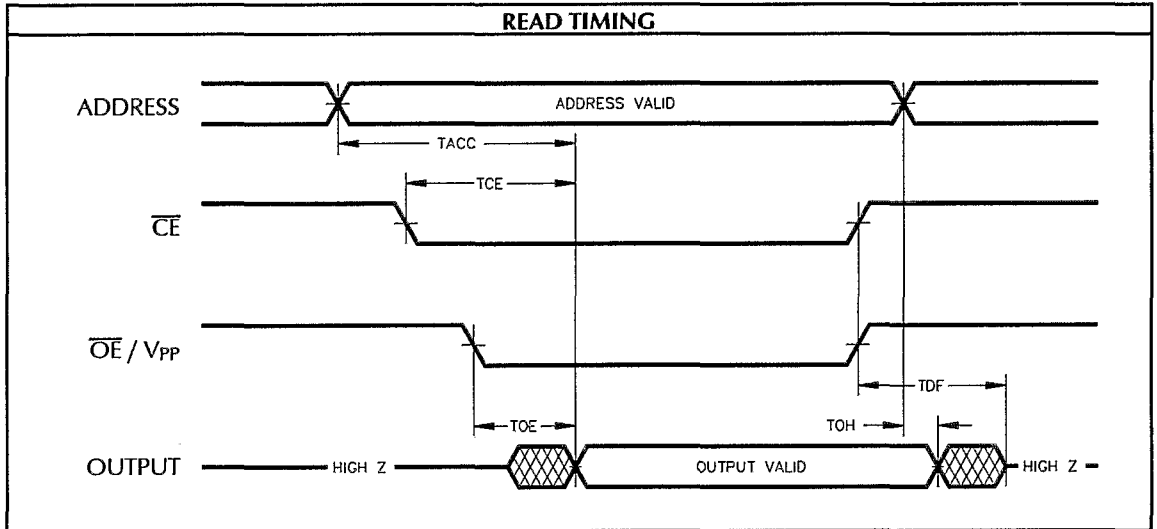 READ TIMING
ADDRESS
ADDRESS VALID
TACC
TCE
CE
OE / VPP
TDF
TOE
TOH
OUTPUT
HIGH Z
OUTPUT VALID
HIGH Z